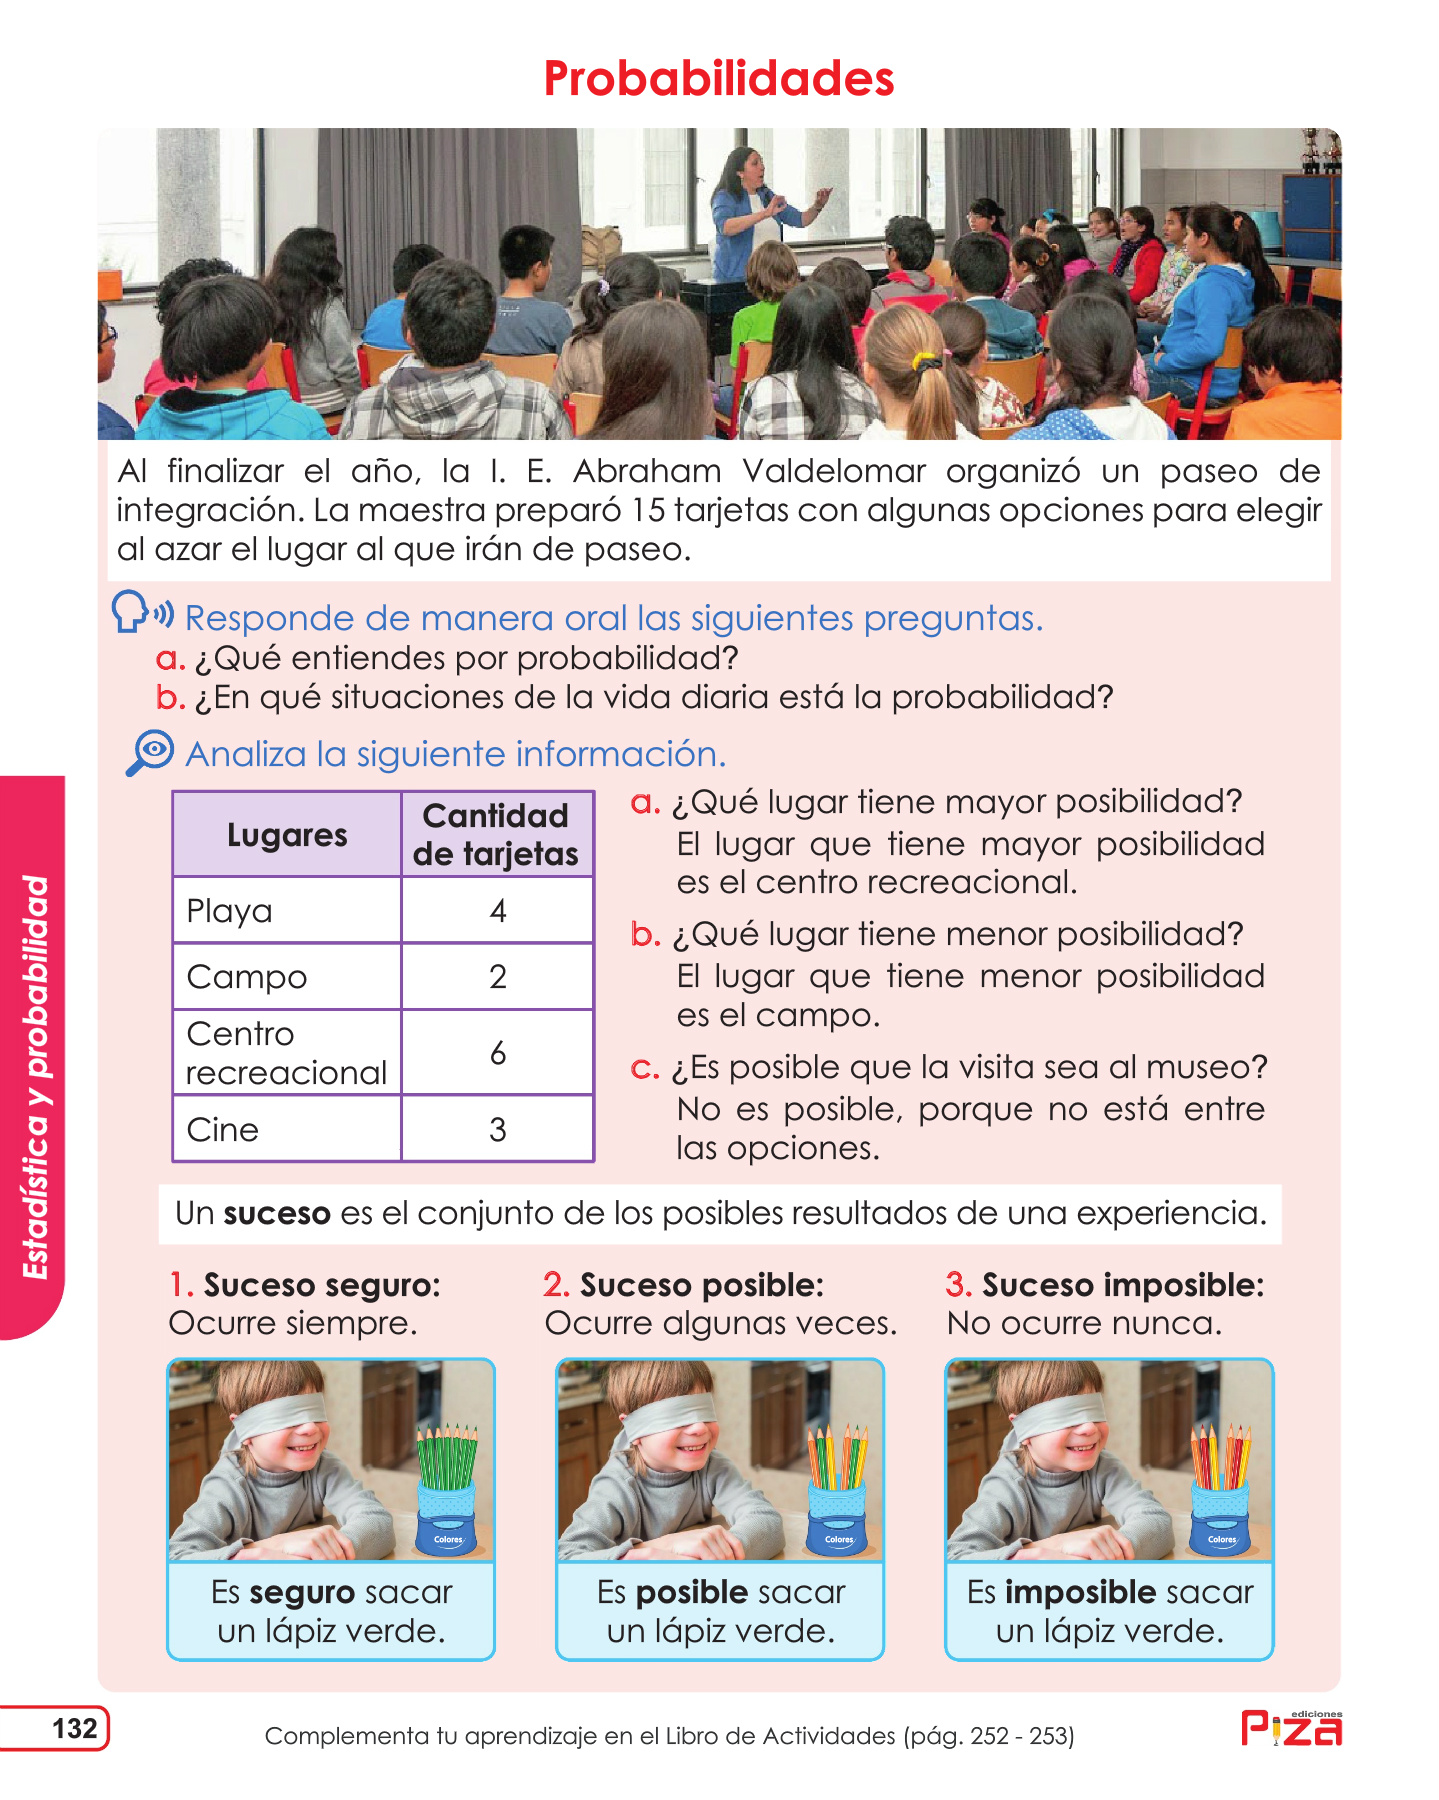 Probabilidades
Al finalizar el año, la I. E. Abraham Valdelomar organizó un paseo de
integración. La maestra preparó 15 tarjetas con algunas opciones para elegir
al azar el lugar al que irán de paseo.
Responde de manera oral las siguientes preguntas.
a. ¿Qué entiendes por probabilidad?
b. ¿En qué situaciones de la vida diaria está la probabilidad?
Analiza la siguiente información.
Lugares
Cantidad
de tarjetas
Playa 4
Campo 2
Centro
recreacional 6
Cine 3
a. ¿Qué lugar tiene mayor posibilidad?
El lugar que tiene mayor posibilidad
es el centro recreacional.
b. ¿Qué lugar tiene menor posibilidad?
El lugar que tiene menor posibilidad
es el campo.
c. ¿Es posible que la visita sea al museo?
No es posible, porque no está entre
las opciones.
Un suceso es el conjunto de los posibles resultados de una experiencia.
1. Suceso seguro:
Ocurre siempre.
Colores
Es seguro sacar
un lápiz verde.
2. Suceso posible:
Ocurre algunas veces.
Colores
Es posible sacar
un lápiz verde.
3. Suceso imposible:
No ocurre nunca.
Colores
Es imposible sacar
un lápiz verde.
Estadística y probabilidad
132
Complementa tu aprendizaje en el Libro de Actividades (pág. 252 - 253)
ediciones
Piza